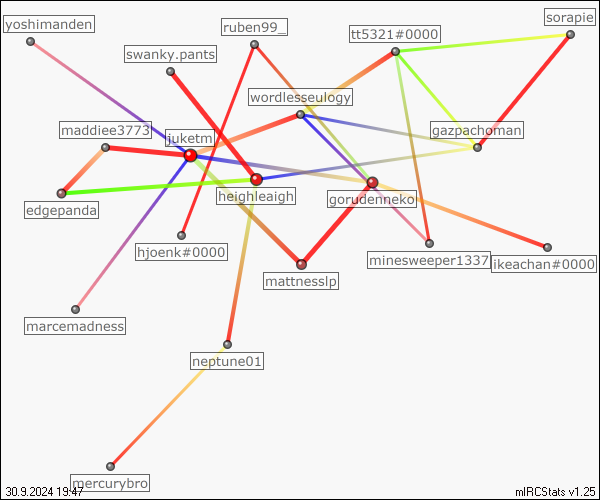 sorapie
yoshimanden
ruben99_
tt5321#0000
swanky.pants
wordlesseulogy
maddiee3773
gazpachoman
juketm
heighleaigh
gorudenneko
edgepanda
hjoenk#0000
minesweeper1337
ikeachan#0000
mattnesslp
marcemadness
neptune01
mercurybro
30.9.2024 19:47
mIRCStats v1.25